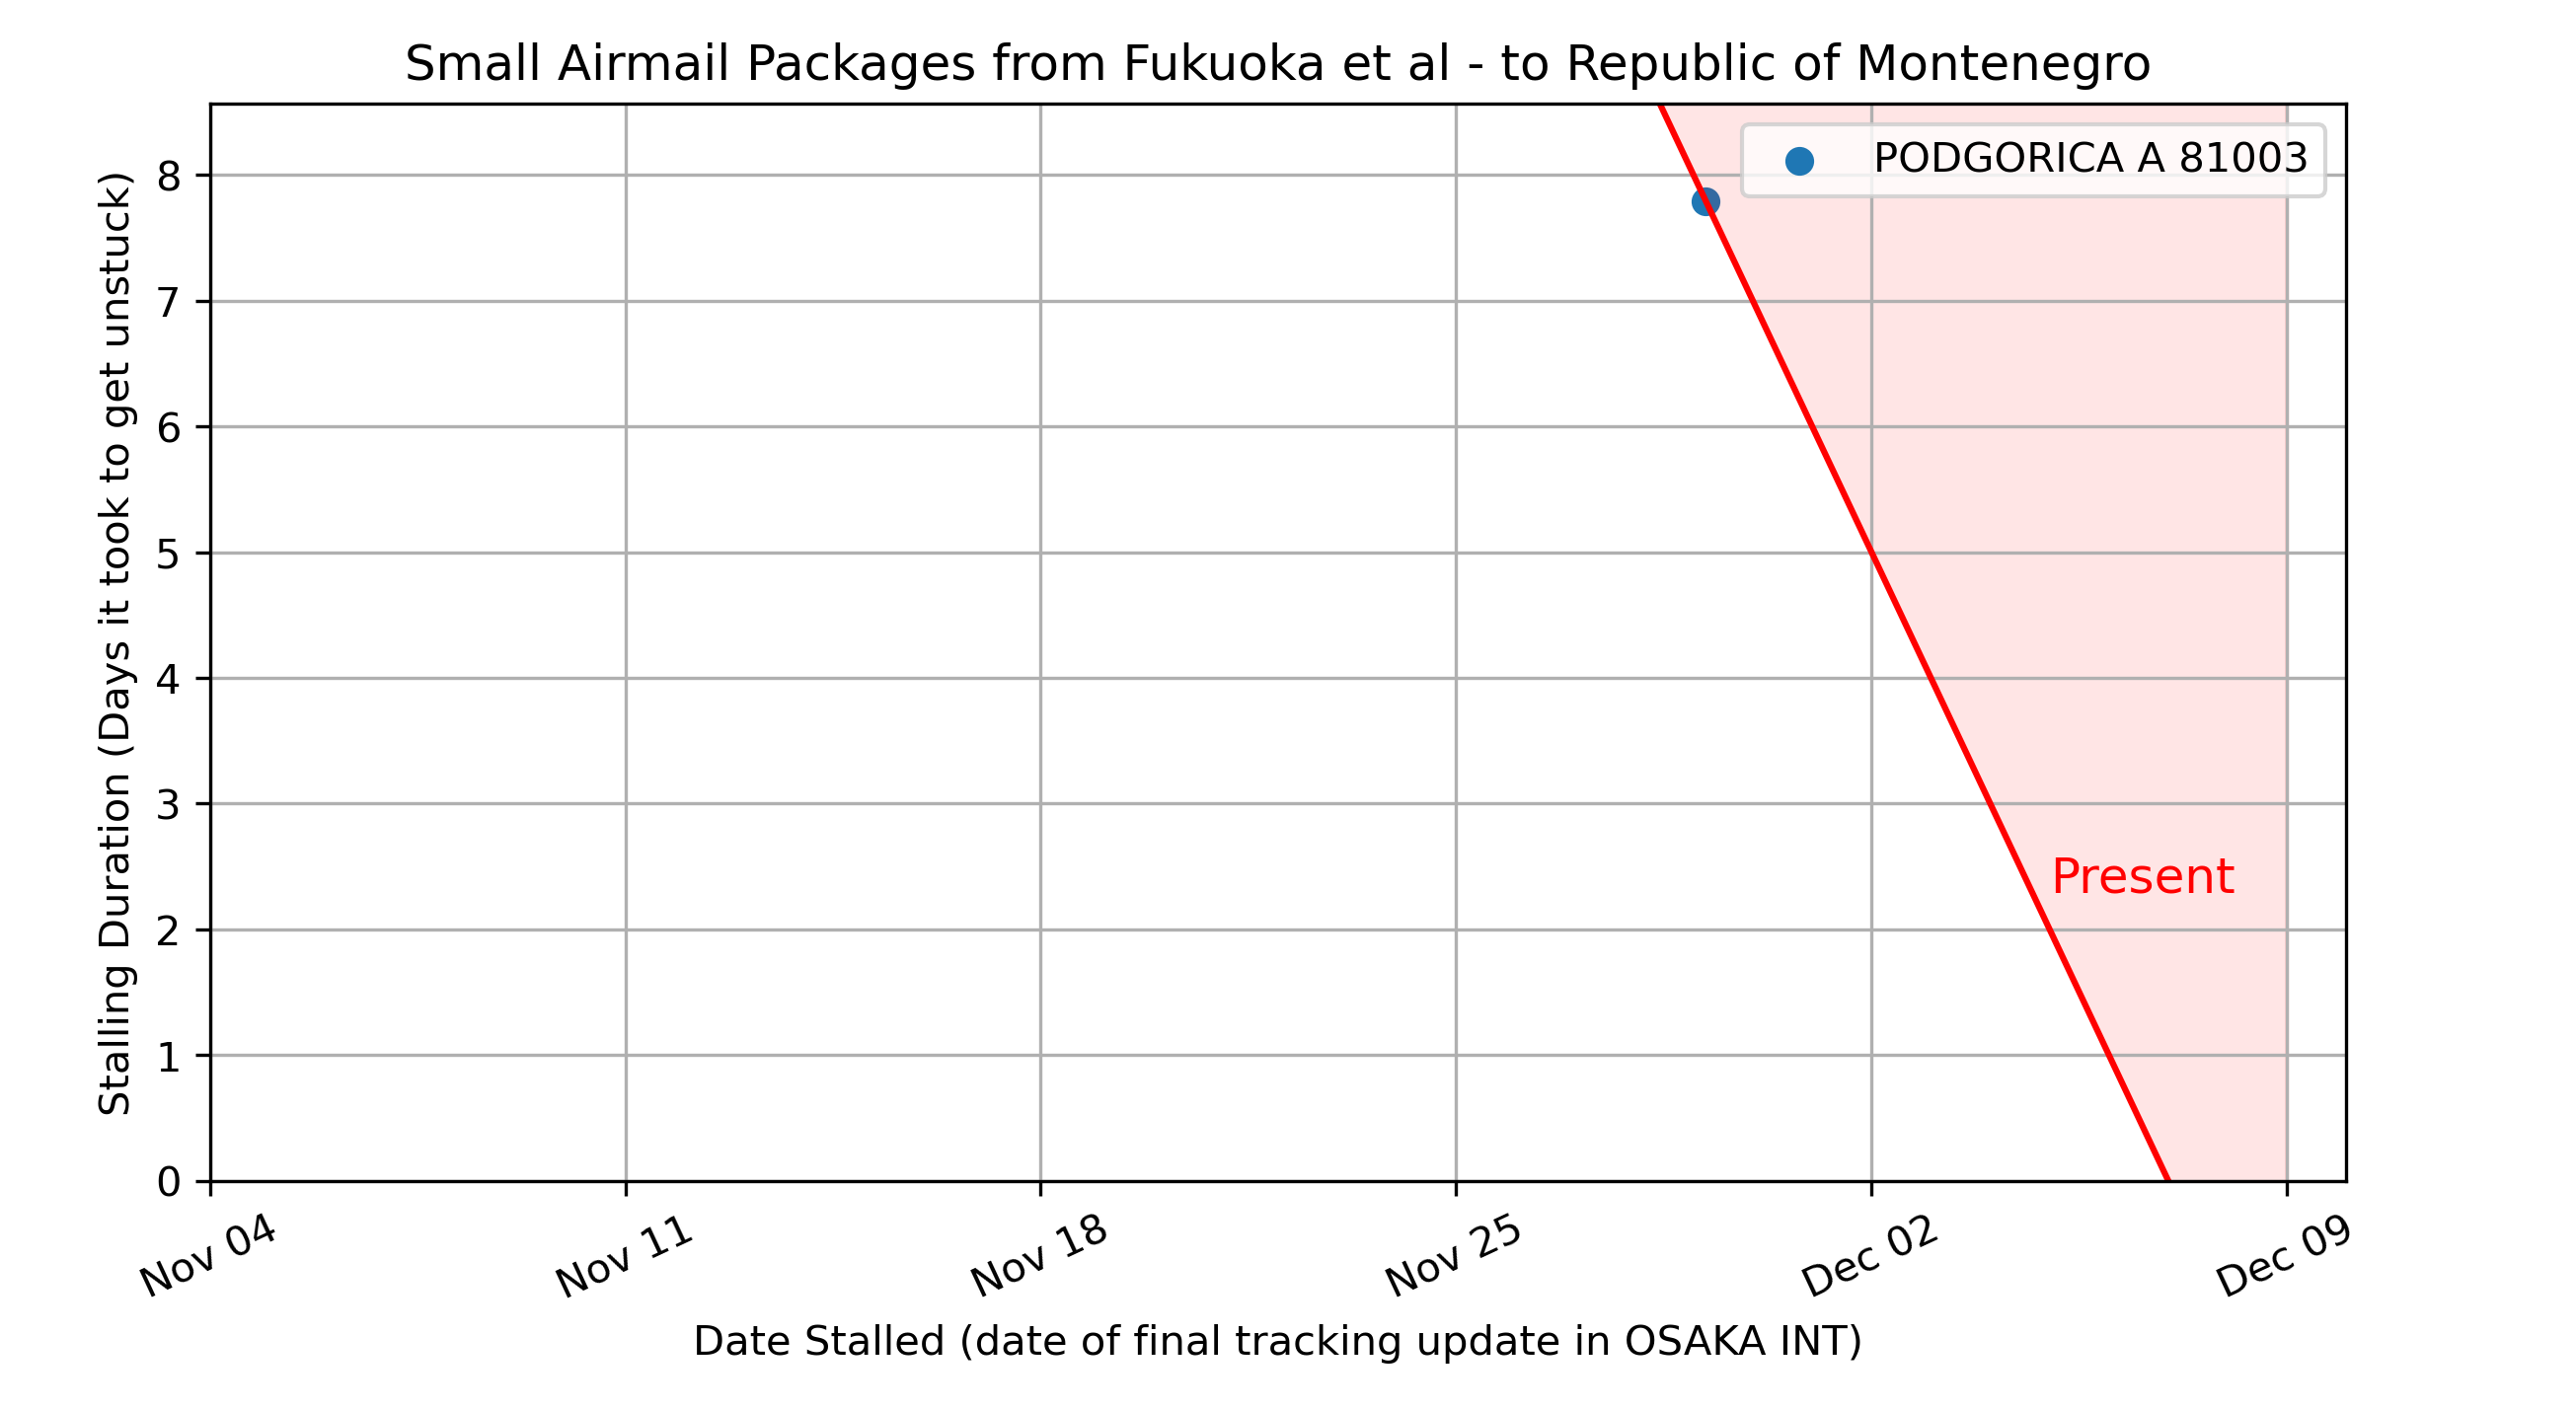 Small Airmail Packages from Fukuoka et al - to Republic of Montenegro
PODGORICA A 81003
Stalling Duration (Days it took to get unstuck)
8
7
6
5
4
3
2
1
0
Present
Nov 04
Nov 11
Nov 18
Nov 25
Dec 02
Dec 09
Date Stalled (date of final tracking update in OSAKA INT)